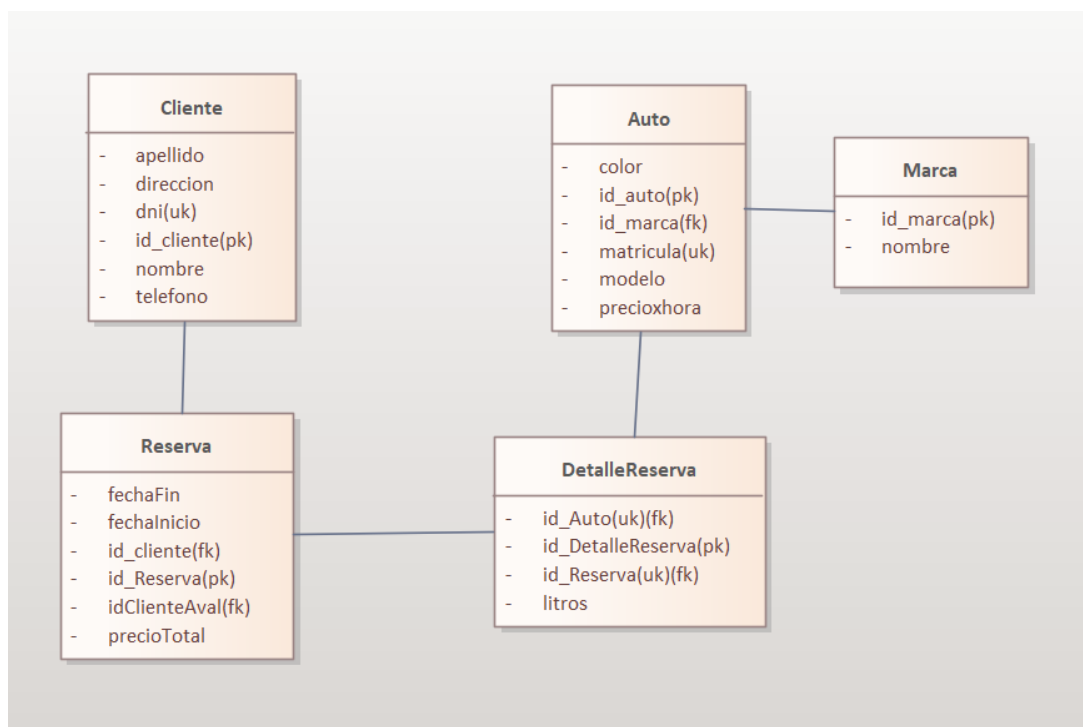 Cliente
- apellido
- direccion
- dni(uk)
- id_cliente(pk)
- nombre
- telefono
Auto
- color
- id_auto(pk)
- id_marca(fk)
- matricula(uk)
- modelo
- precioxhora
Marca
- id_marca(pk)
- nombre
Reserva
- fechaFin
- fechaInicio
- id_cliente(fk)
- id_Reserva(pk)
- idClienteAval(fk)
- precioTotal
DetalleReserva
- id_Auto(uk)(fk)
- id_DetalleReserva(pk)
- id_Reserva(uk)(fk)
- litros